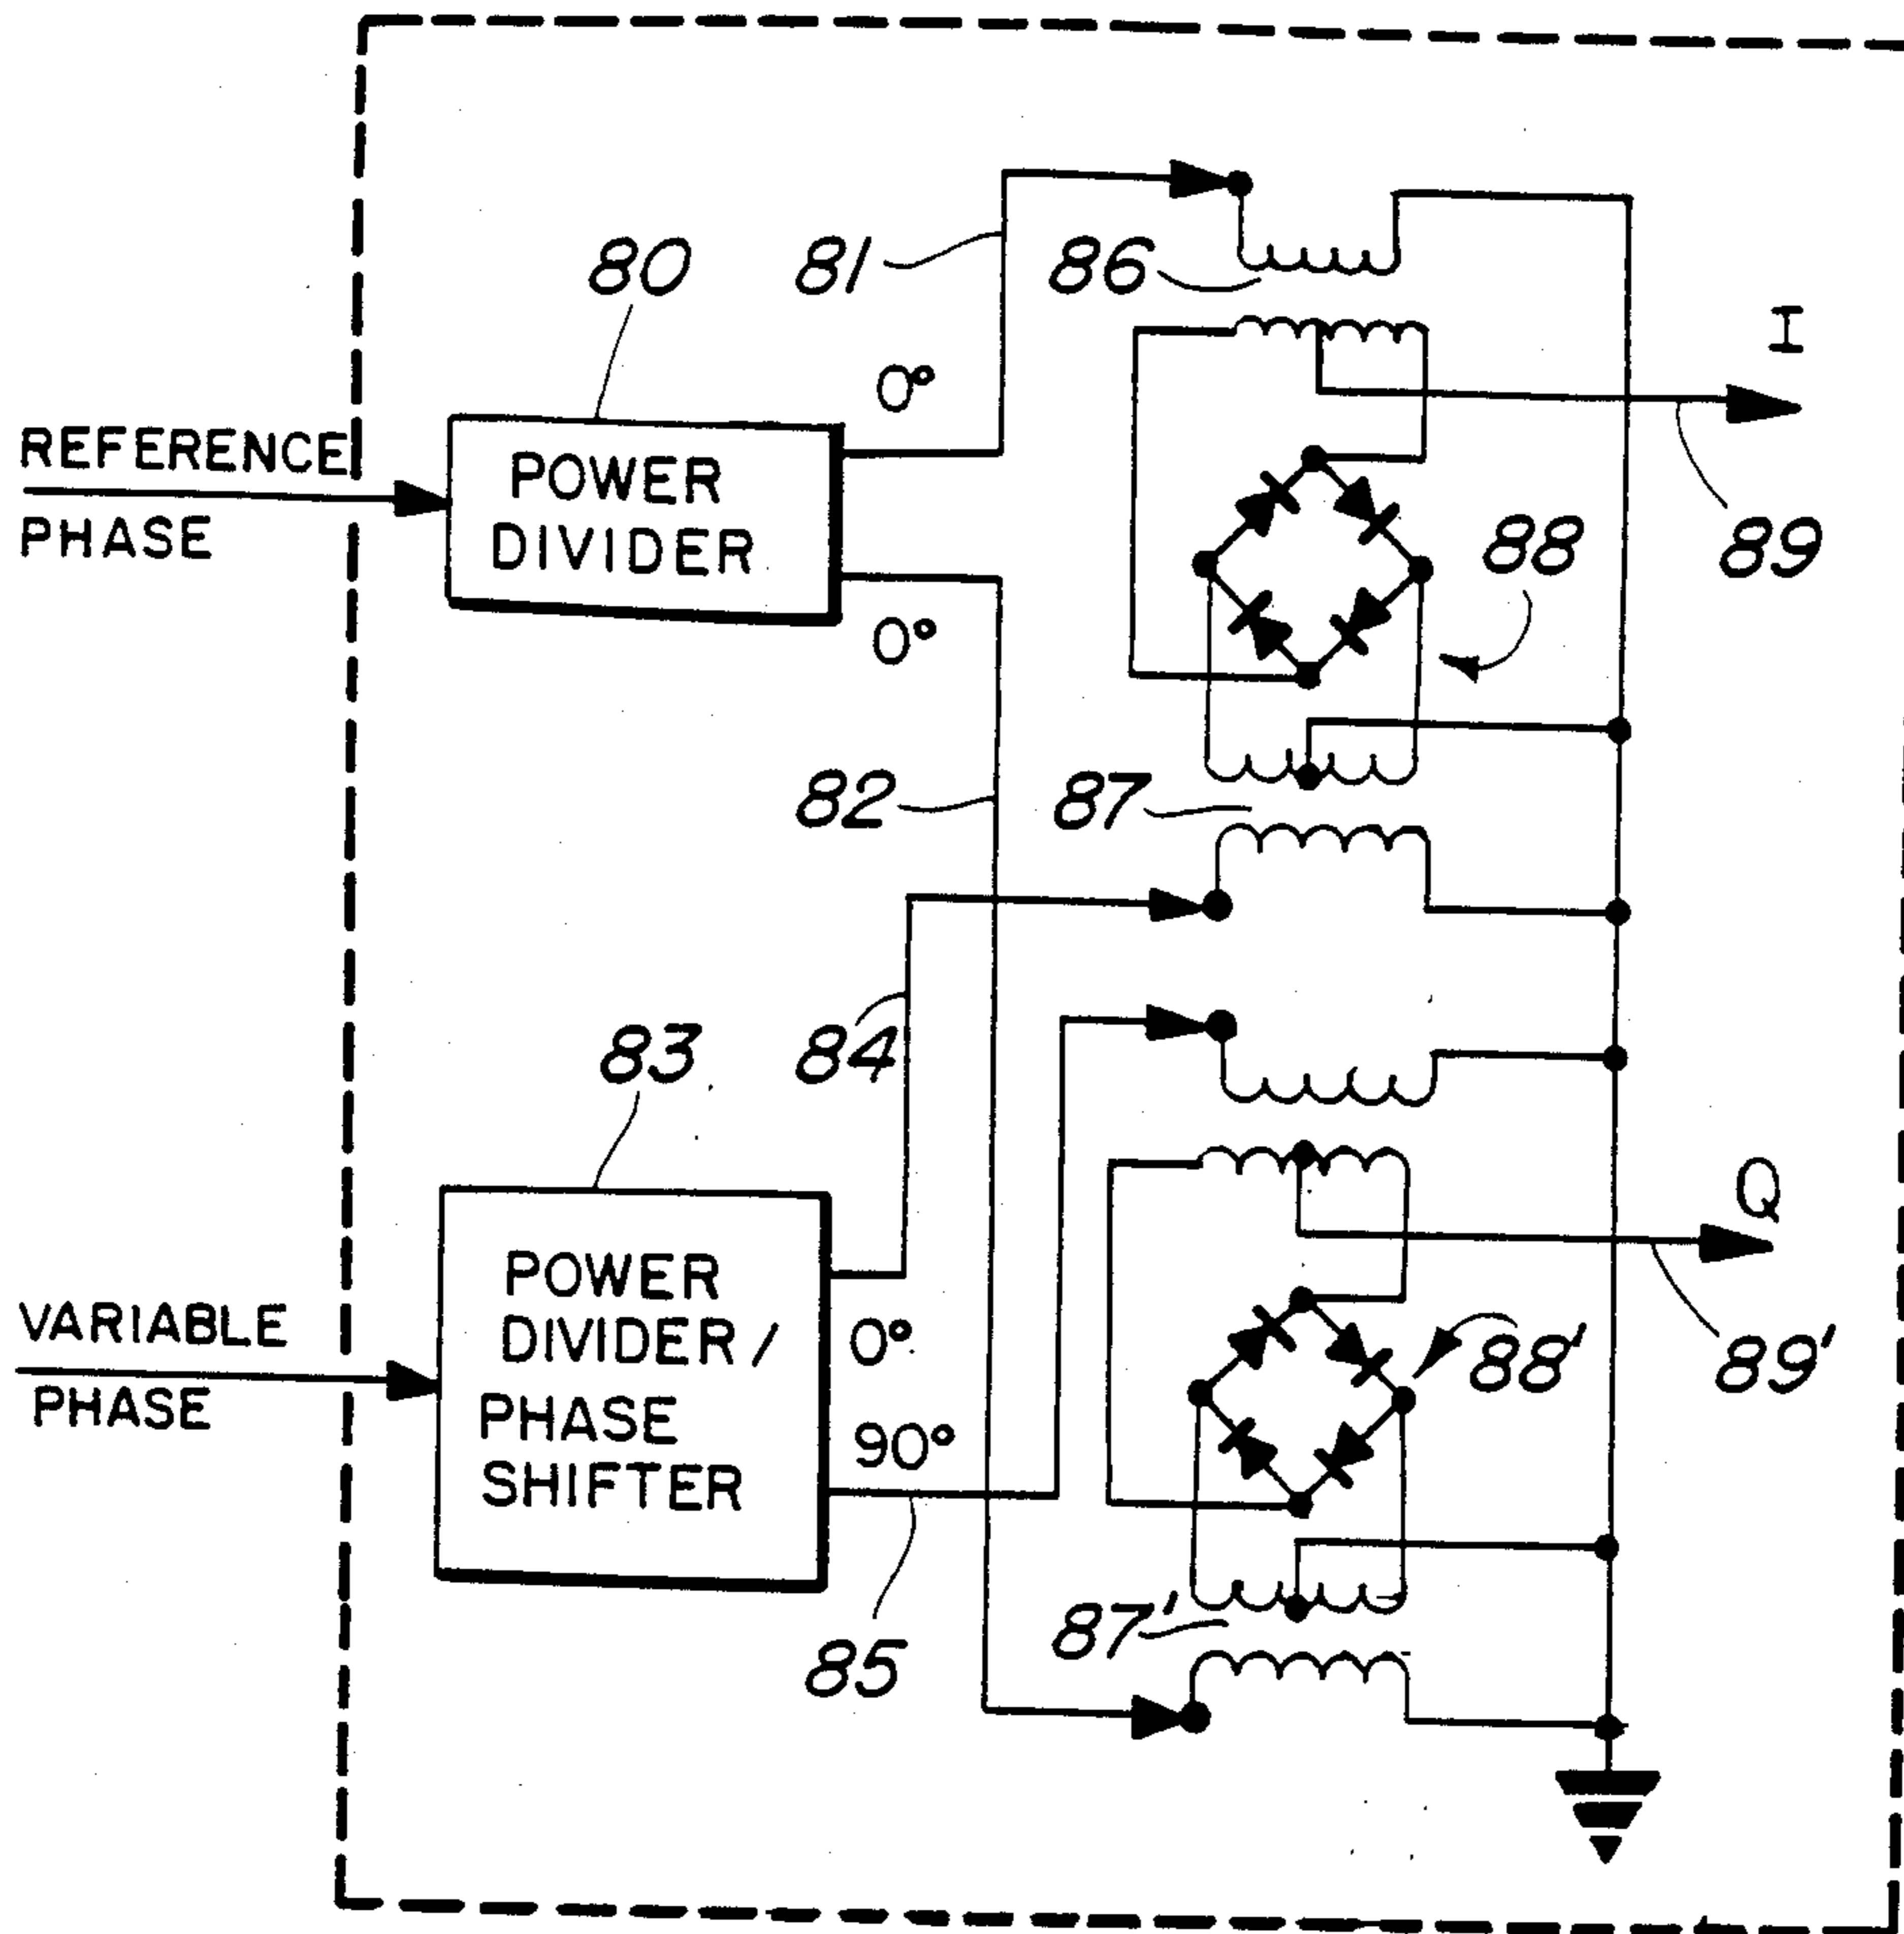 81
86
80
I
0°
REFERENCE
PHASE
POWER
DIVIDER
88
89
0°
82
87
83
84
Q
VARIABLE
PHASE
POWER
DIVIDER /
PHASE
SHIFTER
0°
90°
88'
89'
87'
85